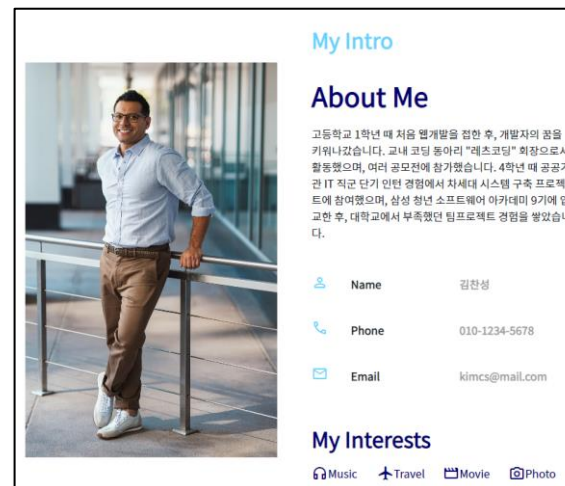 My Intro
About Me
고등학교 1학년 때 처음 웹개발을 접한 후, 개발자의 꿈을
키워나갔습니다. 교내 코딩 동아리 "레츠코딩" 회장으로서
활동했으며, 여러 공모전에 참가했습니다. 4학년 때 공공기
관 IT 직군 단기 인턴 경험에서 차세대 시스템 구축 프로젝
트에 참여했으며, 삼성 청년 소프트웨어 아카데미 9기에 입
교한 후, 대학교에서 부족했던 팀프로젝트 경험을 쌓았습니
다.
Name 김찬성
Phone 010-1234-5678
Email kimcs@mail.com
My Interests
Music Travel Movie Photo